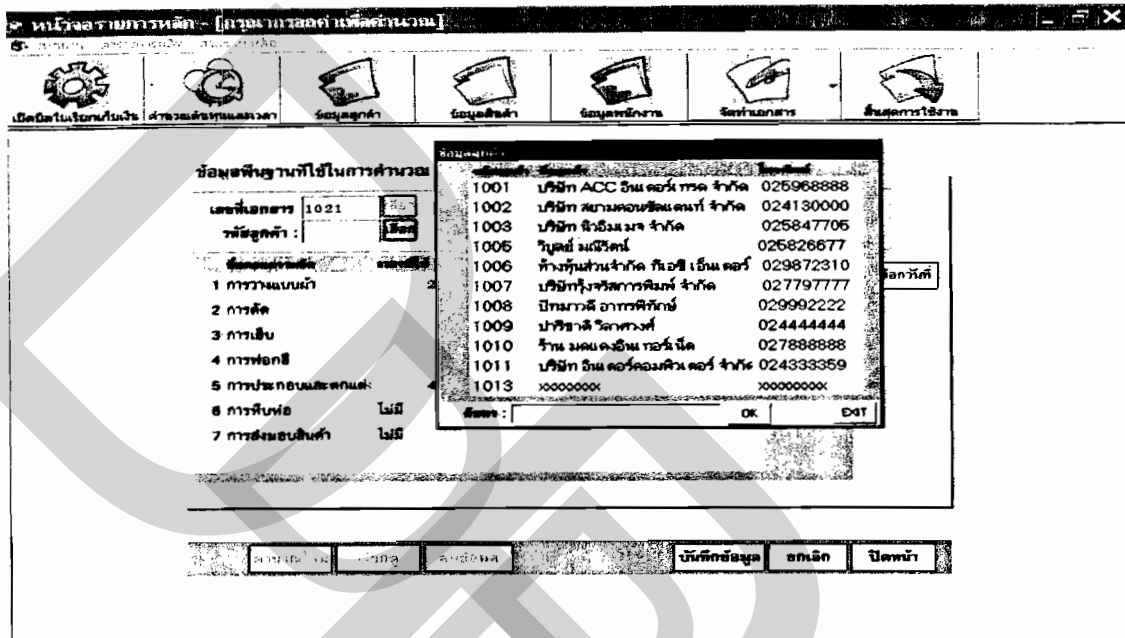 หน้าจอรายการหลัก - [กรุณากรอกค่าเพื่อคำนวณ]
เปิดบิลใบเรียกเก็บเงิน คำนวณต้นทุนและเวลา ข้อมูลลูกค้า ข้อมูลสินค้า ข้อมูลพนักงาน จัดทำเอกสาร สิ้นสุดการใช้งาน
ข้อมูลพื้นฐานที่ใช้ในการคำนวณ
เลขที่เอกสาร 1021
รหัสลูกค้า : เลือก
1 การวางแบบผ้า
2 การตัด
3 การเย็บ
4 การฟอกสี
5 การประกอบและตกแต่ง
6 การหีบห่อ ไม่มี
7 การส่งมอบสินค้า ไม่มี
ข้อมูลลูกค้า
1001 บริษัท ACC อินเตอร์ เทรด จำกัด 025968888
1002 บริษัท สยามคอนซัลแตนท์ จำกัด 024130000
1003 บริษัท นิวอิมเมจ จำกัด 025847705
1005 วิบูลย์ มณีรัตน์ 025826677
1006 ห้างหุ้นส่วนจำกัด กิเอซี เอ็นเตอร์ 029872310
1007 บริษัทรุ้งจรัสการพิมพ์ จำกัด 027797777
1008 ปัทมาวดี อาทรพิทักษ์ 029992222
1009 ปาริชาติ วิลาศวงศ์ 024444444
1010 ร้าน มดแดงอินเทอร์เน็ต 027888888
1011 บริษัท อินเตอร์คอมพิวเตอร์ จำกัด 024333359
1013 xxxxxxxxx xxxxxxxxxx
ค้นหา : OK EXIT
เลือกวันที่
บันทึกข้อมูล ยกเลิก ปิดหน้า